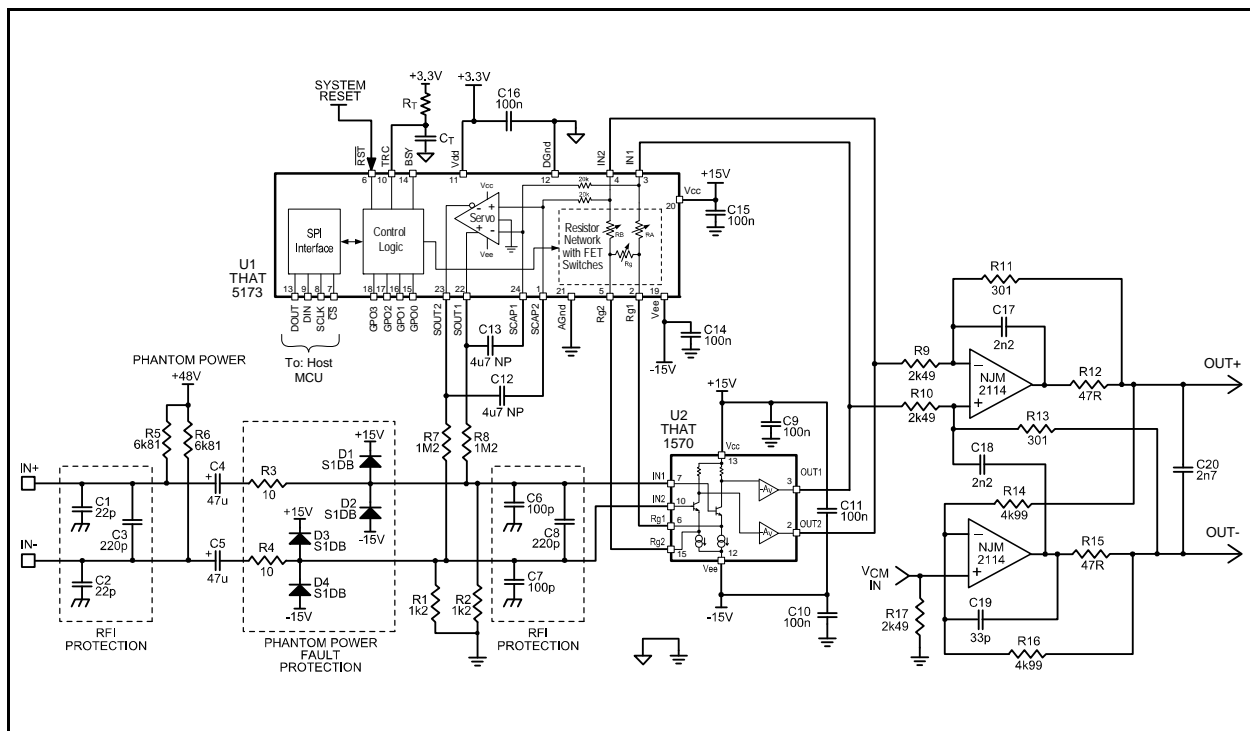 SYSTEM
RESET
+3.3V
R_T
C_T
+3.3V
C16
100n
RST
TRC
BSY
Vdd
DGnd
IN2
IN1
6
10
14
11
12
4
3
+15V
Vcc
20
C15
100n
U1
THAT
5173
SPI
Interface
Control
Logic
Vcc
Servo
Vee
+
-
-
+
20k
20k
RB
RA
Rg
Resistor
Network
with FET
Switches
13
9
8
7
18
17
16
15
23
22
24
1
21
5
2
19
DOUT
DIN
SCLK
CS
GPO3
GPO2
GPO1
GPO0
SOUT2
SOUT1
SCAP1
SCAP2
AGnd
Rg2
Rg1
Vee
To: Host
MCU
C13
4u7 NP
C12
4u7 NP
C14
100n
-15V
PHANTOM POWER
+48V
R5
6k81
R6
6k81
IN+
IN-
C1
22p
C2
22p
C3
220p
RFI
PROTECTION
+
C4
47u
+
C5
47u
R3
10
R4
10
+15V
D1
S1DB
D2
S1DB
-15V
+15V
D3
S1DB
D4
S1DB
-15V
PHANTOM POWER
FAULT
PROTECTION
R7
1M2
R8
1M2
R1
1k2
R2
1k2
C6
100p
C7
100p
C8
220p
RFI
PROTECTION
U2
THAT
1570
+15V
C9
100n
Vcc
13
IN1
7
IN2
10
Rg1
6
Rg2
15
-Av
-Av
OUT1
3
OUT2
2
12
Vee
-15V
C11
100n
C10
100n
R9
2k49
R10
2k49
R11
301
C17
2n2
-
+
NJM
2114
R12
47R
R13
301
C18
2n2
R14
4k99
-
+
NJM
2114
R15
47R
C19
33p
R16
4k99
VCM
IN
R17
2k49
C20
2n7
OUT+
OUT-